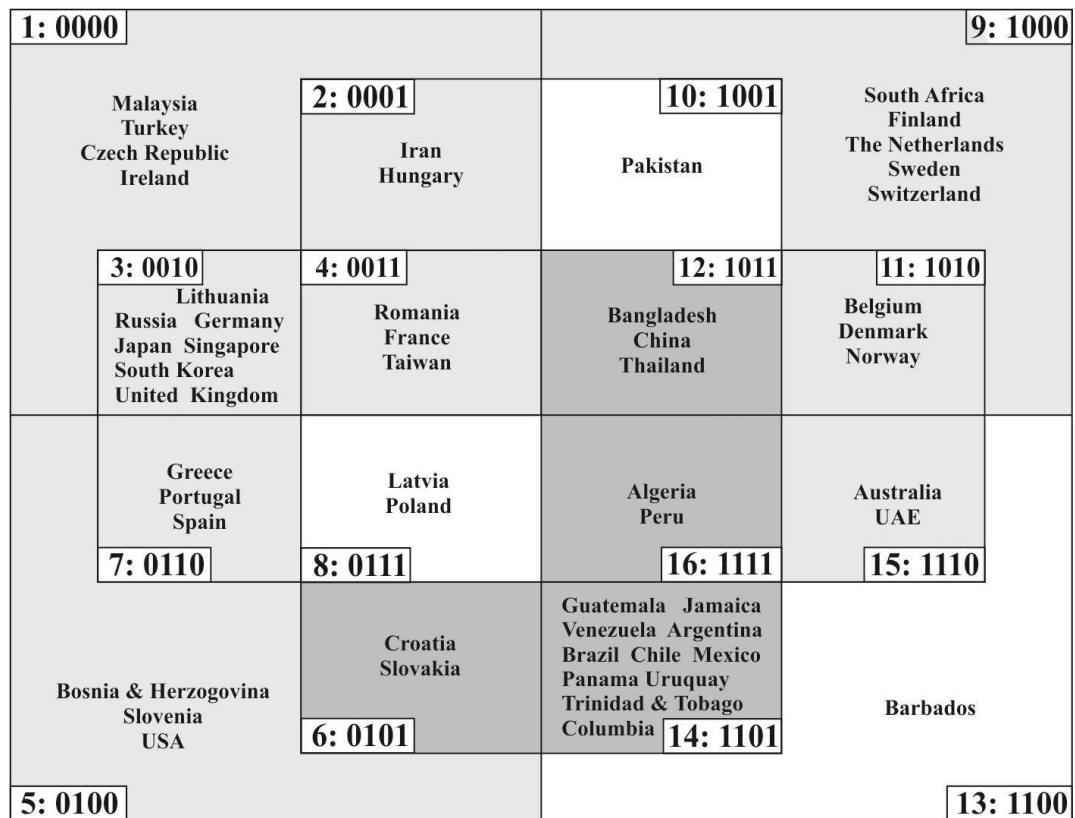 1: 0000
9: 1000
Malaysia
Turkey
Czech Republic
Ireland
2: 0001
Iran
Hungary
10: 1001
Pakistan
South Africa
Finland
The Netherlands
Sweden
Switzerland
3: 0010
Lithuania
Russia Germany
Japan Singapore
South Korea
United Kingdom
4: 0011
Romania
France
Taiwan
12: 1011
Bangladesh
China
Thailand
11: 1010
Belgium
Denmark
Norway
Greece
Portugal
Spain
7: 0110
Latvia
Poland
8: 0111
Algeria
Peru
16: 1111
Australia
UAE
15: 1110
Bosnia & Herzogovina
Slovenia
USA
5: 0100
Croatia
Slovakia
6: 0101
Guatemala Jamaica
Venezuela Argentina
Brazil Chile Mexico
Panama Uruquay
Trinidad & Tobago
Columbia
14: 1101
Barbados
13: 1100